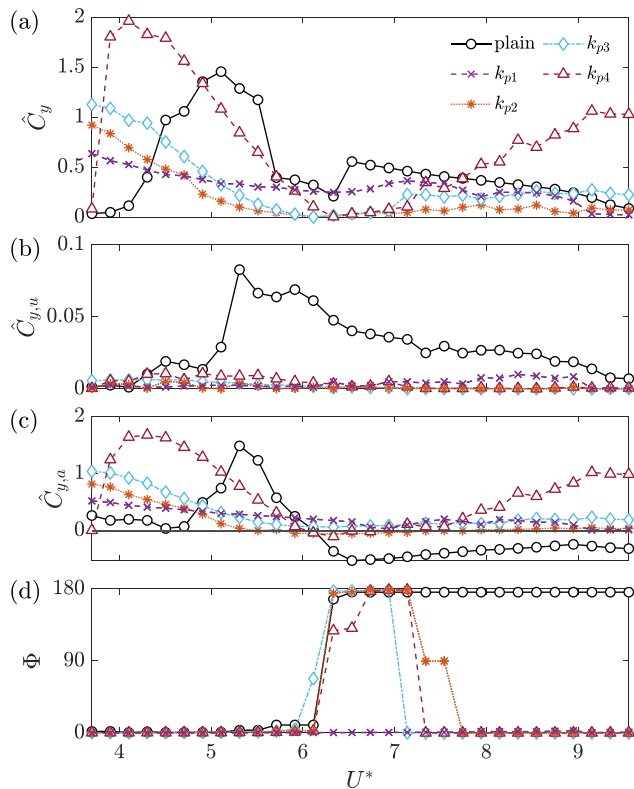 (a)
2
1.5
1
0.5
0
Ĉ_y
plain
k_{p1}
k_{p2}
k_{p3}
k_{p4}
(b)
0.1
0.05
0
Ĉ_{y,u}
(c)
2
1
0
Ĉ_{y,a}
(d)
180
90
0
Φ
4 5 6 7 8 9
U*